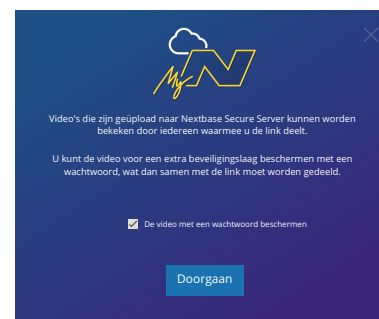 My N
Video's die zijn geüpload naar Nextbase Secure Server kunnen worden
bekeken door iedereen waarmee u de link deelt.
U kunt de video voor een extra beveiligingslaag beschermen met een
wachtwoord, wat dan samen met de link moet worden gedeeld.
De video met een wachtwoord beschermen
Doorgaan